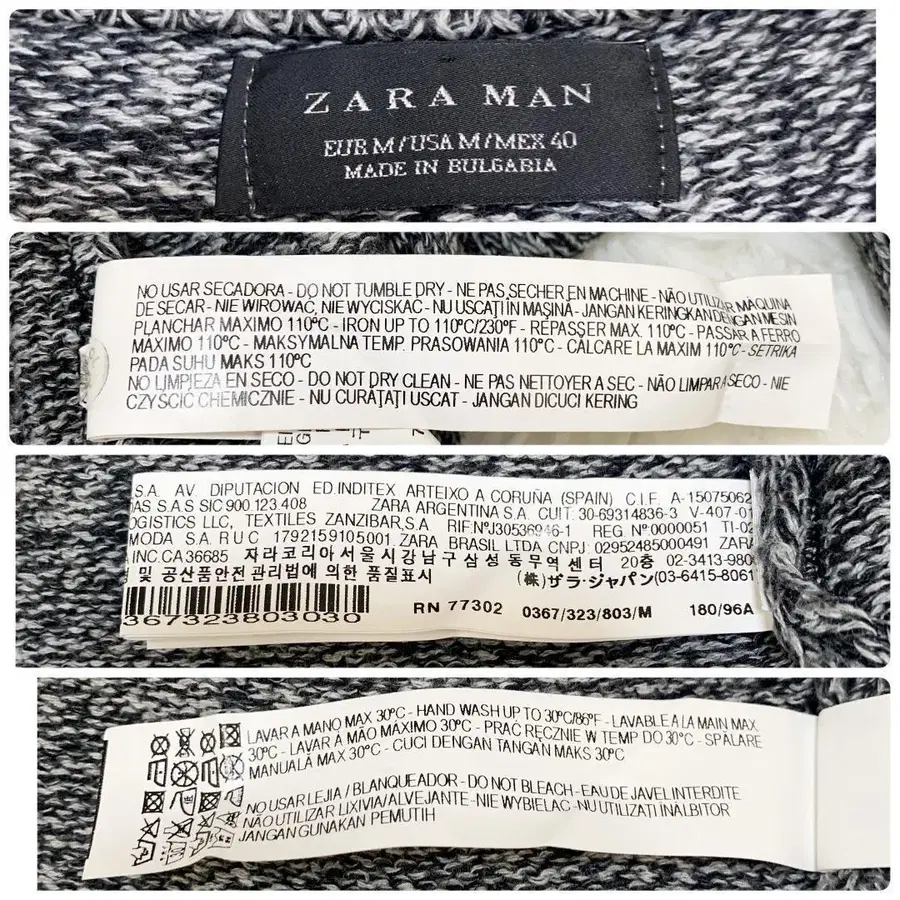 ZARA MAN
EUR M/USA M/MEX 40
MADE IN BULGARIA
NO USAR SECADORA - DO NOT TUMBLE DRY - NE PAS SECHER EN MACHINE - NÃO UTILIZAR MÁQUINA
DE SECAR - NIE WIROWAĆ, NIE WYCISKAĆ - NU USCAŢI ÎN MAŞINA - JANGAN KERINGKAN DENGAN MESIN
PLANCHAR MAXIMO 110ºC - IRON UP TO 110ºC/230ºF - REPASSER MAX. 110ºC - PASSAR A FERRO
MÁXIMO 110ºC - MAKSYMALNA TEMP. PRASOWANIA 110ºC - CALCARE LA MAXIM 110ºC - SETRIKA
PADA SUHU MAKS 110ºC
NO LIMPIEZA EN SECO - DO NOT DRY CLEAN - NE PAS NETTOYER A SEC - NÃO LIMPAR A SECO - NIE
CZYŚCIĆ CHEMICZNIE - NU CURĂŢAŢI USCAT - JANGAN DICUCI KERING
S.A. AV. DIPUTACION ED.INDITEX ARTEIXO A CORUÑA (SPAIN) C.I.F. A-15075062
DAS S.A.S SIC 900.123.408 ZARA ARGENTINA S.A. CUIT. 30-69314836-3 V-407-01
OGISTICS LLC, TEXTILES ZANZIBAR,S.A. RIF:NºJ30536946-1 REG.Nº0000051 TI-02
MODA S.A R U C 1792159105001. ZARA BRASIL LTDA CNPJ: 02952485000491 ZARA
INC.CA 36685 자라코리아 서울시 강남구 삼성동 무역센터 20층 02-3413-980
및 공산품안전 관리법에 의한 품질표시 (株)ザラ・ジャパン(03-6415-8061
367323803030 RN 77302 0367/323/803/M 180/96A
LAVAR A MANO MAX 30ºC - HAND WASH UP TO 30ºC/86ºF - LAVABLE A LA MAIN MAX
30ºC - LAVAR À MÃO MÁXIMO 30ºC - PRAĆ RĘCZNIE W TEMP DO 30ºC - SPĂLARE
MANUALĂ MAX 30ºC - CUCI DENGAN TANGAN MAKS 30ºC
NO USAR LEJIA / BLANQUEADOR - DO NOT BLEACH - EAU DE JAVEL INTERDITE
NÃO UTILIZAR LIXIVIA/ALVEJANTE - NIE WYBIELAĆ - NU UTILIZAŢI INALBITOR
JANGAN GUNAKAN PEMUTIH